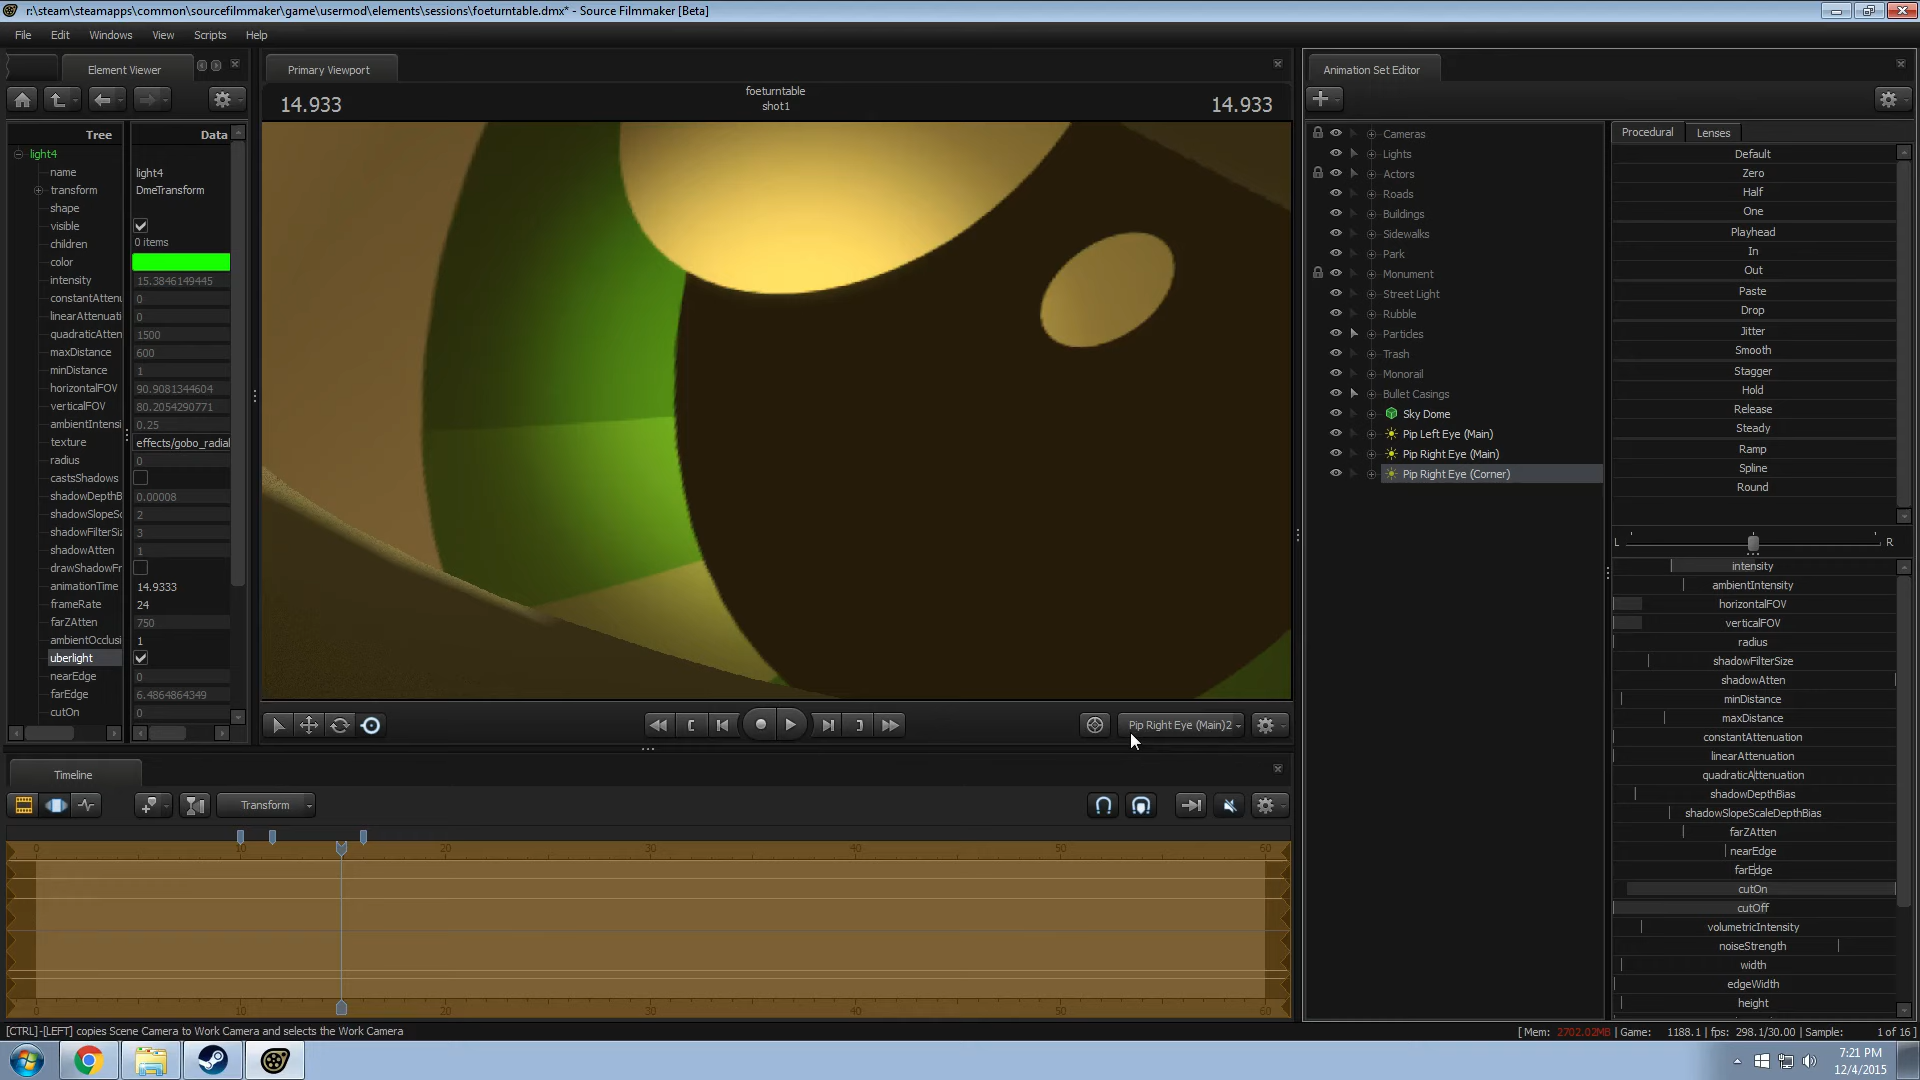 r:\steam\steamapps\common\sourcefilmmaker\game\usermod\elements\sessions\foeturntable.dmx* - Source Filmmaker [Beta]
File Edit Windows View Scripts Help
Element Viewer
Tree Data
light4
name light4
transform DmeTransform
shape
visible
children 0 items
color
intensity 15.3846149445
constantAttenu 0
linearAttenuati 0
quadraticAtten 1500
maxDistance 600
minDistance 1
horizontalFOV 90.9081344604
verticalFOV 80.2054290771
ambientIntensi 0.25
texture effects/gobo_radial
radius 0
castsShadows
shadowDepthB 0.00008
shadowSlopeSc 2
shadowFilterSiz 3
shadowAtten 1
drawShadowFr
animationTime 14.9333
frameRate 24
farZAtten 750
ambientOcclusi 1
uberlight
nearEdge 0
farEdge 6.4864864349
cutOn 0
Primary Viewport
14.933
foeturntable
shot1
14.933
Pip Right Eye (Main)2
Timeline
Transform
0 10 20 30 40 50 60
0 10 20 30 40 50 60
Animation Set Editor
Cameras
Lights
Actors
Roads
Buildings
Sidewalks
Park
Monument
Street Light
Rubble
Particles
Trash
Monorail
Bullet Casings
Sky Dome
Pip Left Eye (Main)
Pip Right Eye (Main)
Pip Right Eye (Corner)
Procedural Lenses
Default
Zero
Half
One
Playhead
In
Out
Paste
Drop
Jitter
Smooth
Stagger
Hold
Release
Steady
Ramp
Spline
Round
L R
intensity
ambientIntensity
horizontalFOV
verticalFOV
radius
shadowFilterSize
shadowAtten
minDistance
maxDistance
constantAttenuation
linearAttenuation
quadraticAttenuation
shadowDepthBias
shadowSlopeScaleDepthBias
farZAtten
nearEdge
farEdge
cutOn
cutOff
volumetricIntensity
noiseStrength
width
edgeWidth
height
[CTRL]-[LEFT] copies Scene Camera to Work Camera and selects the Work Camera
[ Mem: 2702.02MB | Game: 1188.1 | fps: 298.1/30.00 | Sample: 1 of 16 ]
7:21 PM
12/4/2015